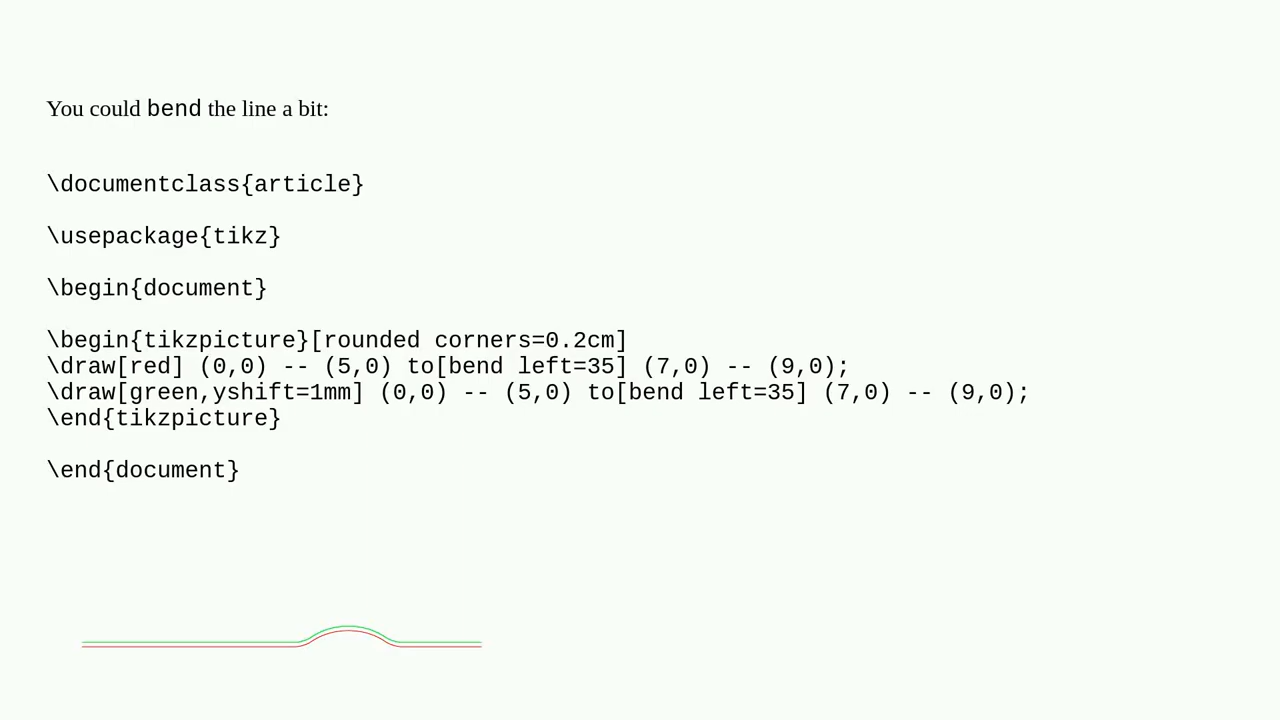 You could bend the line a bit:
\documentclass{article}
\usepackage{tikz}
\begin{document}
\begin{tikzpicture}[rounded corners=0.2cm]
\draw[red] (0,0) -- (5,0) to[bend left=35] (7,0) -- (9,0);
\draw[green,yshift=1mm] (0,0) -- (5,0) to[bend left=35] (7,0) -- (9,0);
\end{tikzpicture}
\end{document}